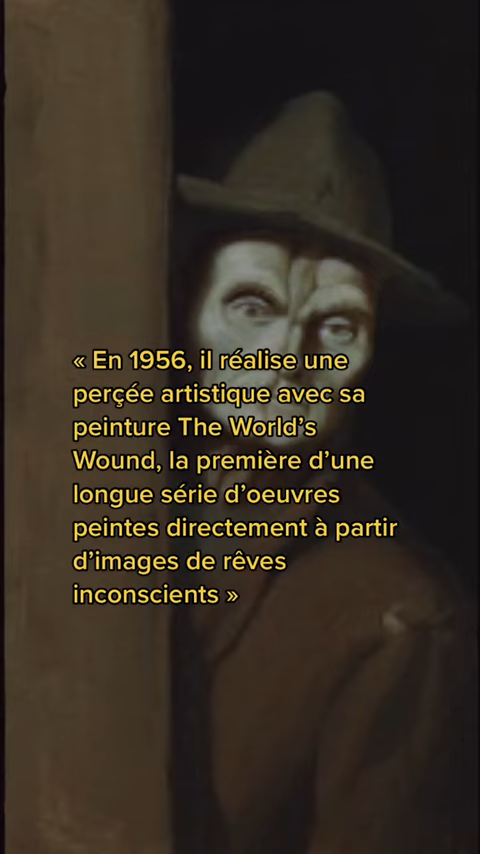 « En 1956, il réalise une
perçée artistique avec sa
peinture The World’s
Wound, la première d’une
longue série d’oeuvres
peintes directement à partir
d’images de rêves
inconscients »